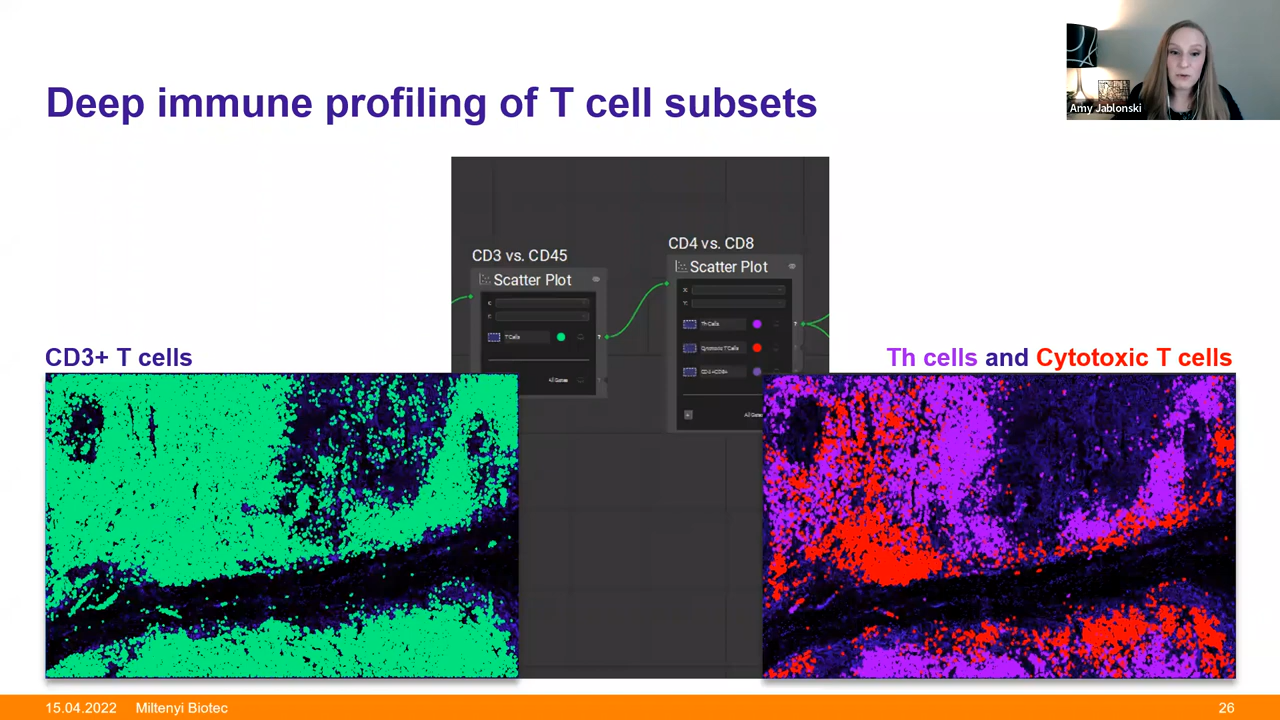 Deep immune profiling of T cell subsets
Amy Jablonski
CD3 vs. CD45
Scatter Plot
X:
Y:
T Cells
All Gates
CD4 vs. CD8
Scatter Plot
X:
Y:
Th Cells
Cytotoxic T Cells
All Gates
CD3+ T cells
Th cells and Cytotoxic T cells
15.04.2022
Miltenyi Biotec
26